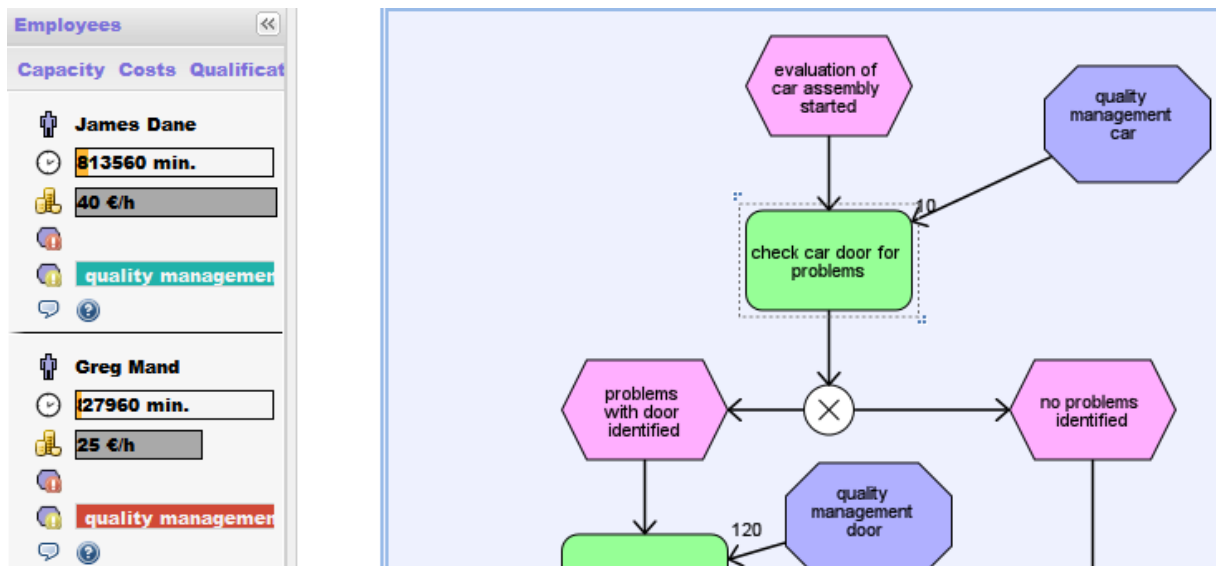 Employees
Capacity Costs Qualificat
James Dane
813560 min.
40 €/h
quality managemen
Greg Mand
827960 min.
25 €/h
quality managemen
evaluation of
car assembly
started
quality
management
car
10
check car door for
problems
problems
with door
identified
no problems
identified
quality
management
door
120